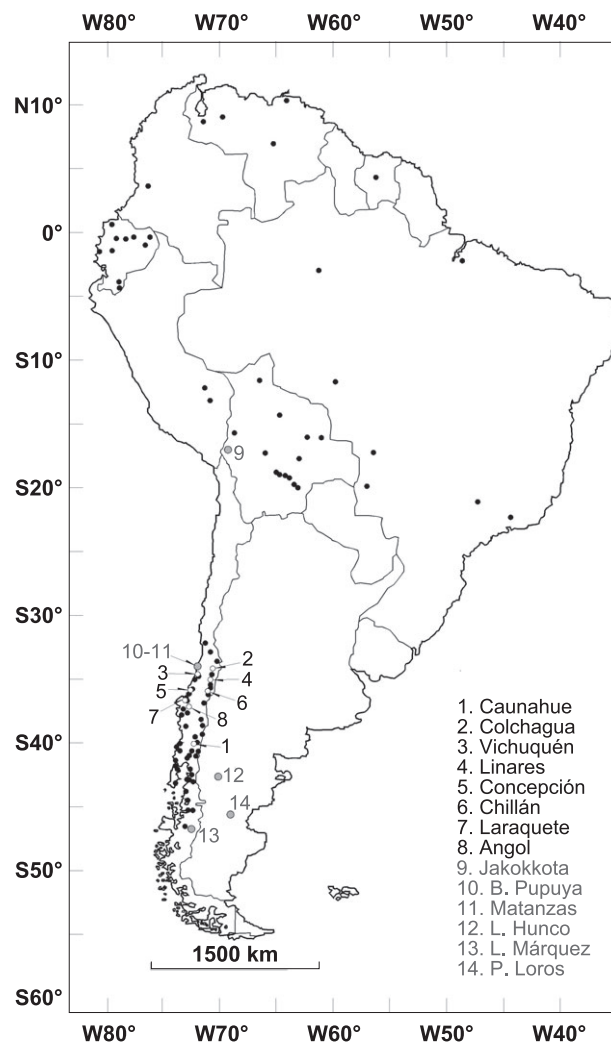 W80° W70° W60° W50° W40°
N10°
0°
S10°
9
S20°
S30°
10-11
2
3
4
5
6
7
8
1
S40°
12
14
13
S50°
S60°
1. Caunahue
2. Colchagua
3. Vichuquén
4. Linares
5. Concepción
6. Chillán
7. Laraquete
8. Angol
9. Jakokkota
10. B. Pupuya
11. Matanzas
12. L. Hunco
13. L. Márquez
14. P. Loros
1500 km
W80° W70° W60° W50° W40°